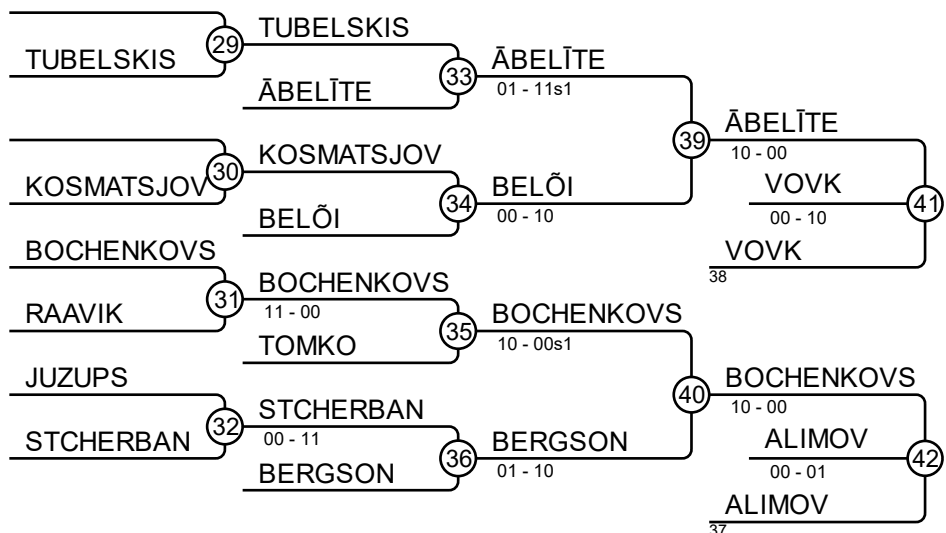 TUBELSKIS
29
TUBELSKIS
ĀBELĪTE
33
ĀBELĪTE
01 - 11s1
KOSMATSJOV
30
KOSMATSJOV
BELÕI
34
BELÕI
00 - 10
39
ĀBELĪTE
10 - 00
VOVK
00 - 10
41
VOVK
38
BOCHENKOVS
RAAVIK
31
BOCHENKOVS
11 - 00
TOMKO
35
BOCHENKOVS
10 - 00s1
JUZUPS
STCHERBAN
32
STCHERBAN
00 - 11
BERGSON
36
BERGSON
01 - 10
40
BOCHENKOVS
10 - 00
ALIMOV
00 - 01
42
ALIMOV
37